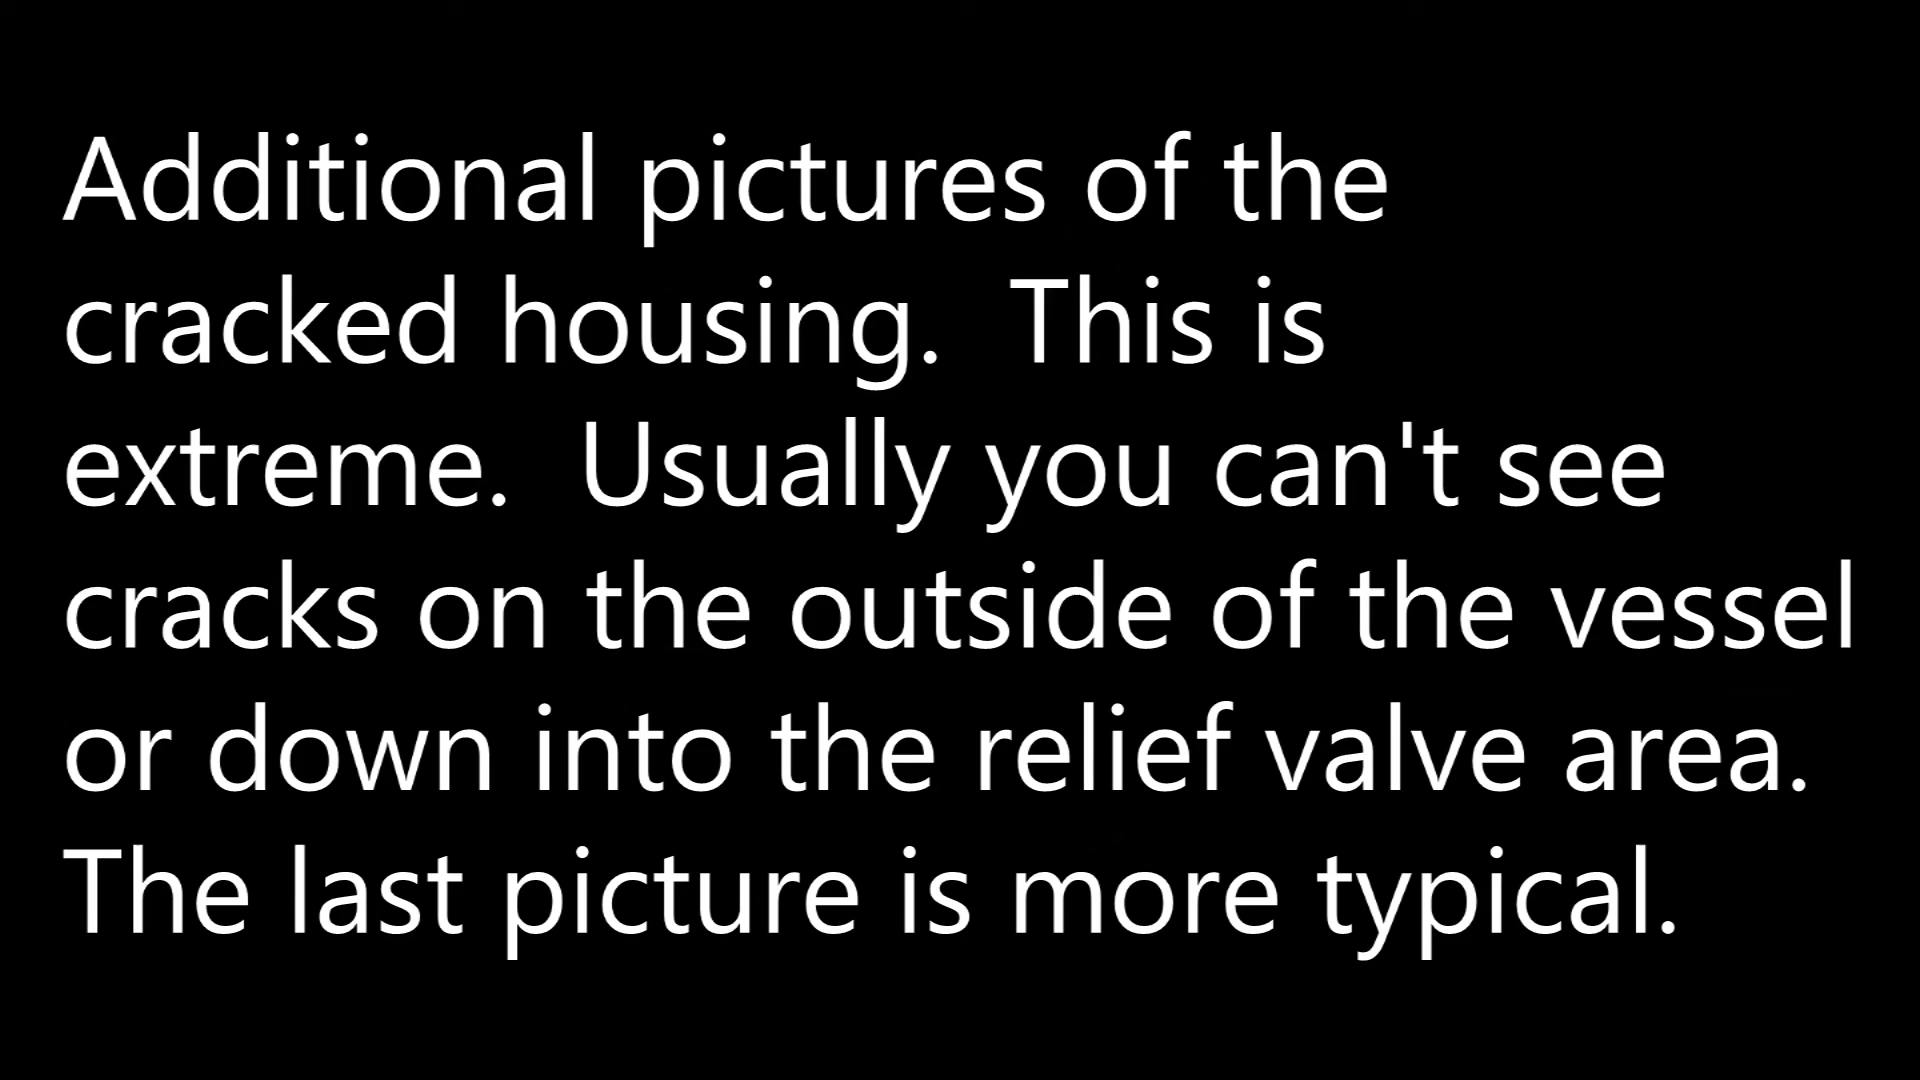 Additional pictures of the
cracked housing.  This is
extreme.  Usually you can't see
cracks on the outside of the vessel
or down into the relief valve area.
The last picture is more typical.